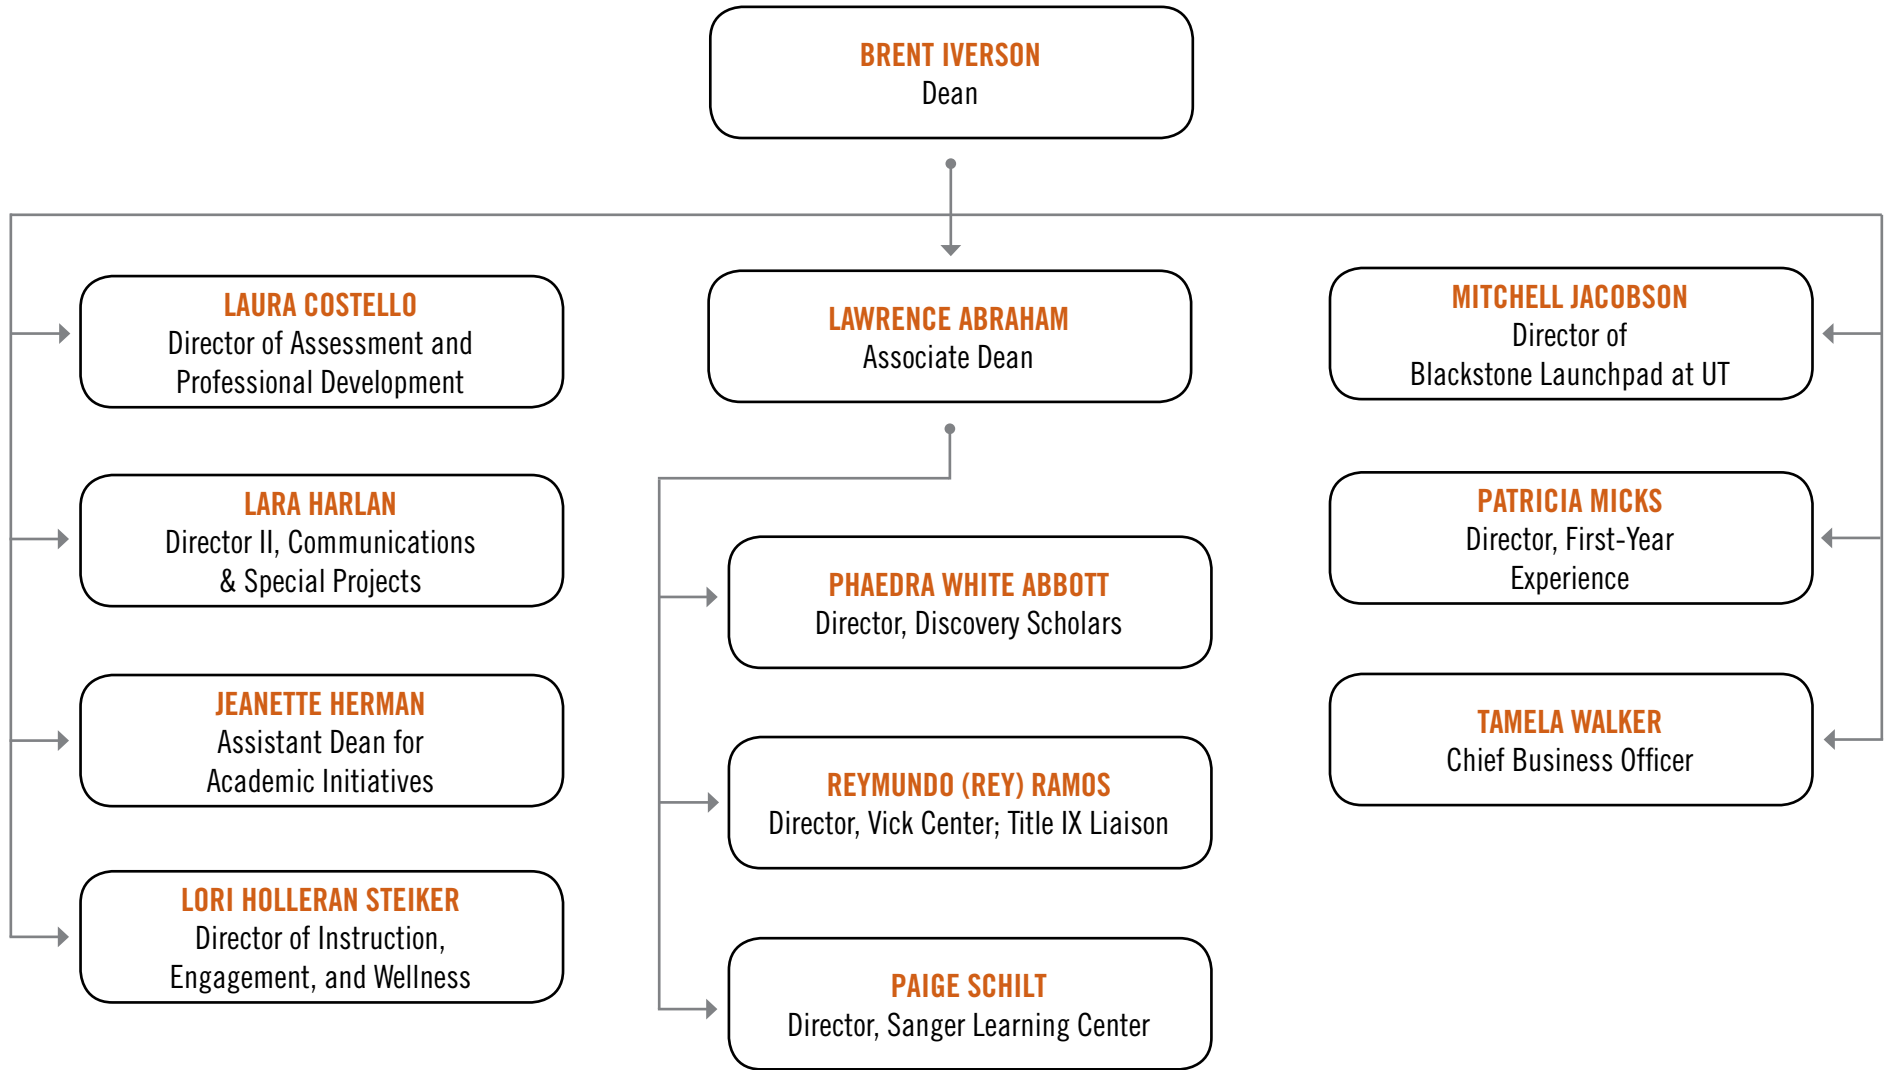 BRENT IVERSON
Dean
LAURA COSTELLO
Director of Assessment and
Professional Development
LARA HARLAN
Director II, Communications
& Special Projects
JEANETTE HERMAN
Assistant Dean for
Academic Initiatives
LORI HOLLERAN STEIKER
Director of Instruction,
Engagement, and Wellness
LAWRENCE ABRAHAM
Associate Dean
PHAEDRA WHITE ABBOTT
Director, Discovery Scholars
REYMUNDO (REY) RAMOS
Director, Vick Center; Title IX Liaison
PAIGE SCHILT
Director, Sanger Learning Center
MITCHELL JACOBSON
Director of
Blackstone Launchpad at UT
PATRICIA MICKS
Director, First-Year
Experience
TAMELA WALKER
Chief Business Officer